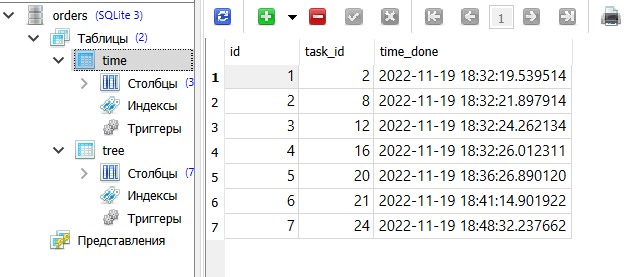 orders (SQLite 3)
Таблицы (2)
time
Столбцы (3
Индексы
Триггеры
tree
Столбцы (7
Индексы
Триггеры
Представления
1
id task_id time_done
1 1 2 2022-11-19 18:32:19.539514
2 2 8 2022-11-19 18:32:21.897914
3 3 12 2022-11-19 18:32:24.262134
4 4 16 2022-11-19 18:32:26.012311
5 5 20 2022-11-19 18:36:26.890120
6 6 21 2022-11-19 18:41:14.901922
7 7 24 2022-11-19 18:48:32.237662